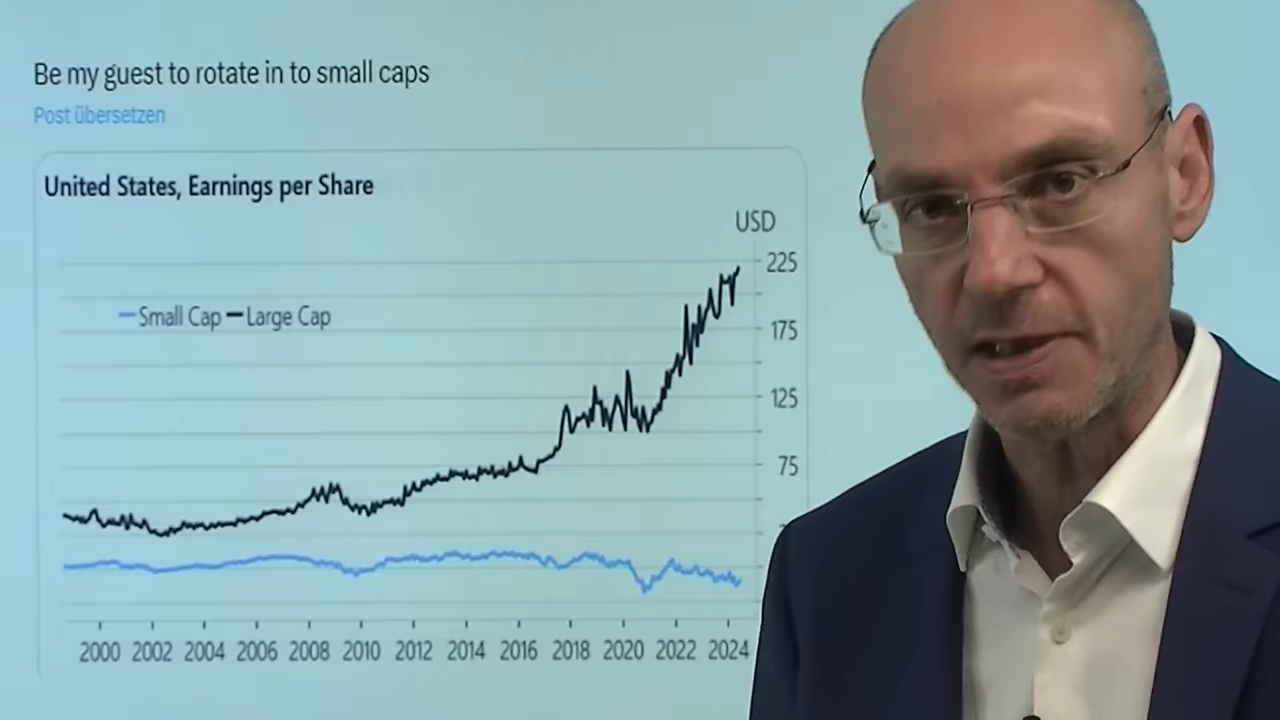 Be my guest to rotate in to small caps
Post übersetzen
United States, Earnings per Share
USD
225
Small Cap Large Cap
175
125
75
2000 2002 2004 2006 2008 2010 2012 2014 2016 2018 2020 2022 2024